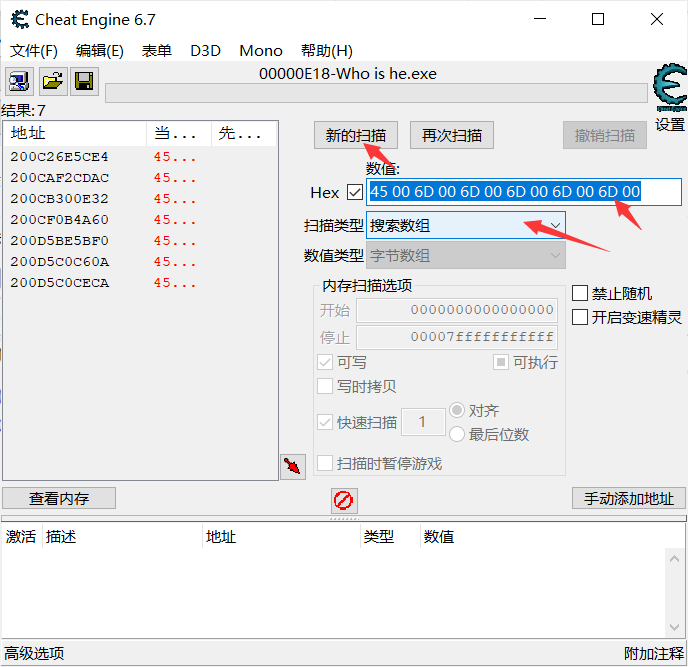 Cheat Engine 6.7
文件(F) 编辑(E) 表单 D3D Mono 帮助(H)
00000E18-Who is he.exe
结果: 7
设置
地址 当... 先...
200C26E5CE4 45...
200CAF2CDAC 45...
200CB300E32 45...
200CF0B4A60 45...
200D5BE5BF0 45...
200D5C0C60A 45...
200D5C0CECA 45...
新的扫描 再次扫描 撤销扫描
数值:
Hex 45 00 6D 00 6D 00 6D 00 6D 00 6D 00
扫描类型 搜索数组
数值类型 字节数组
内存扫描选项
开始 0000000000000000
停止 00007fffffffffff
可写 可执行
写时拷贝
快速扫描 1 对齐
最后位数
扫描时暂停游戏
禁止随机
开启变速精灵
查看内存 手动添加地址
激活 描述 地址 类型 数值
高级选项 附加注释